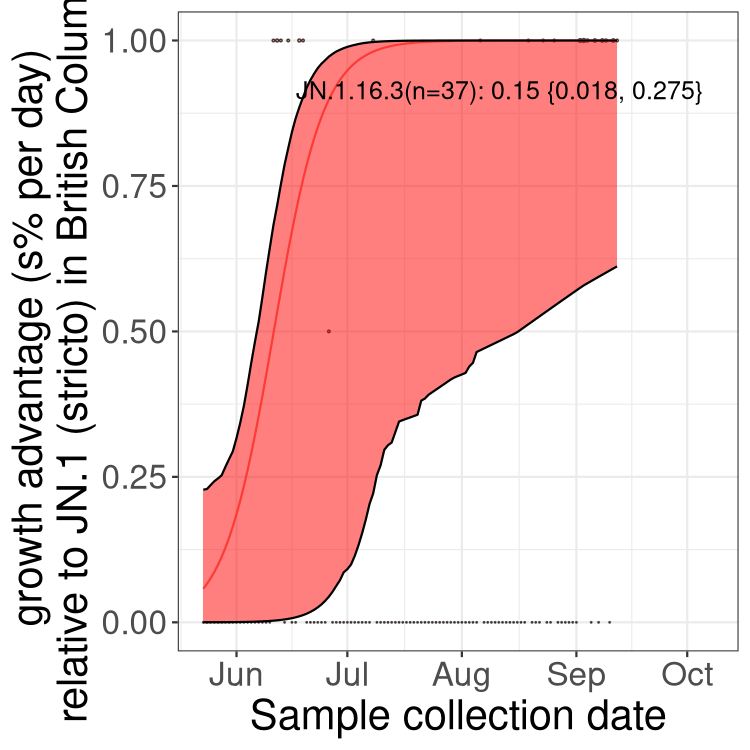 growth advantage (s% per day)
relative to JN.1 (stricto) in British Colum
1.00
0.75
0.50
0.25
0.00
JN.1.16.3(n=37): 0.15 {0.018, 0.275}
Jun Jul Aug Sep Oct
Sample collection date